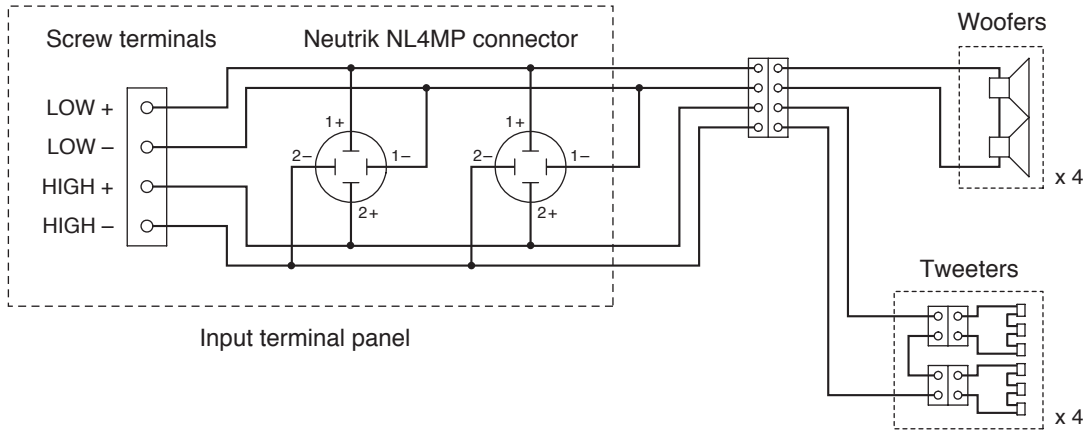 Screw terminals
Neutrik NL4MP connector
Woofers
LOW +
LOW –
HIGH +
HIGH –
1+
2–
1–
2+
1+
2–
1–
2+
x 4
Tweeters
Input terminal panel
x 4